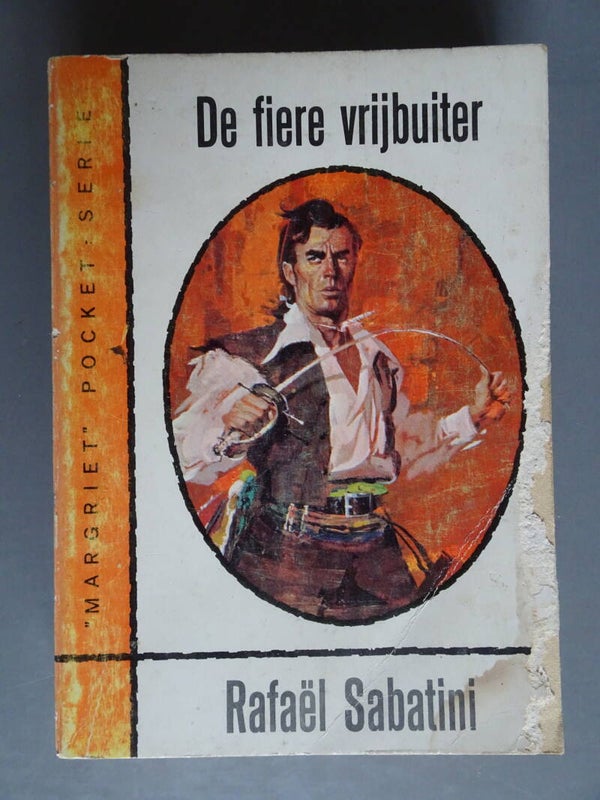 De fiere vrijbuiter
"MARGRIET" POCKET : SERIE
Rafaël Sabatini